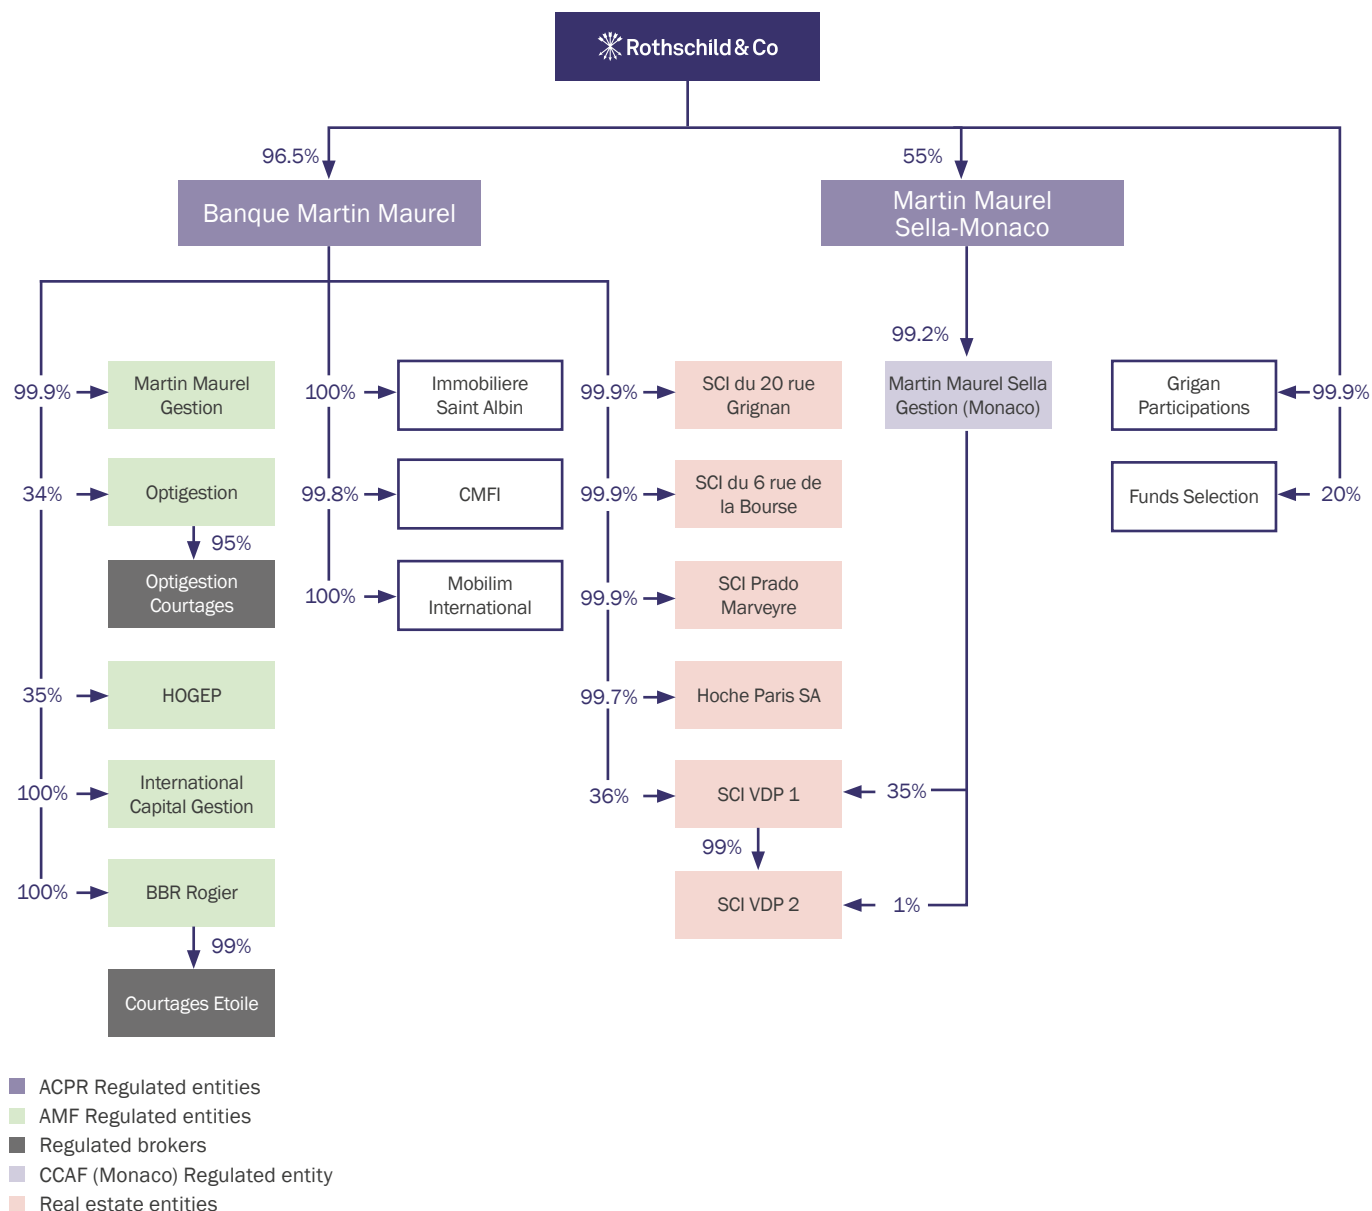 Rothschild & Co
96.5%
55%
Banque Martin Maurel
Martin Maurel
Sella-Monaco
99.2%
99.9%
Martin Maurel
Gestion
100%
Immobiliere
Saint Albin
99.9%
SCI du 20 rue
Grignan
Martin Maurel Sella
Gestion (Monaco)
Grigan
Participations
99.9%
34%
Optigestion
99.8%
CMFI
99.9%
SCI du 6 rue de
la Bourse
Funds Selection
20%
95%
Optigestion
Courtages
100%
Mobilim
International
99.9%
SCI Prado
Marveyre
35%
HOGEP
99.7%
Hoche Paris SA
100%
International
Capital Gestion
36%
SCI VDP 1
35%
99%
100%
BBR Rogier
SCI VDP 2
1%
99%
Courtages Etoile
ACPR Regulated entities
AMF Regulated entities
Regulated brokers
CCAF (Monaco) Regulated entity
Real estate entities